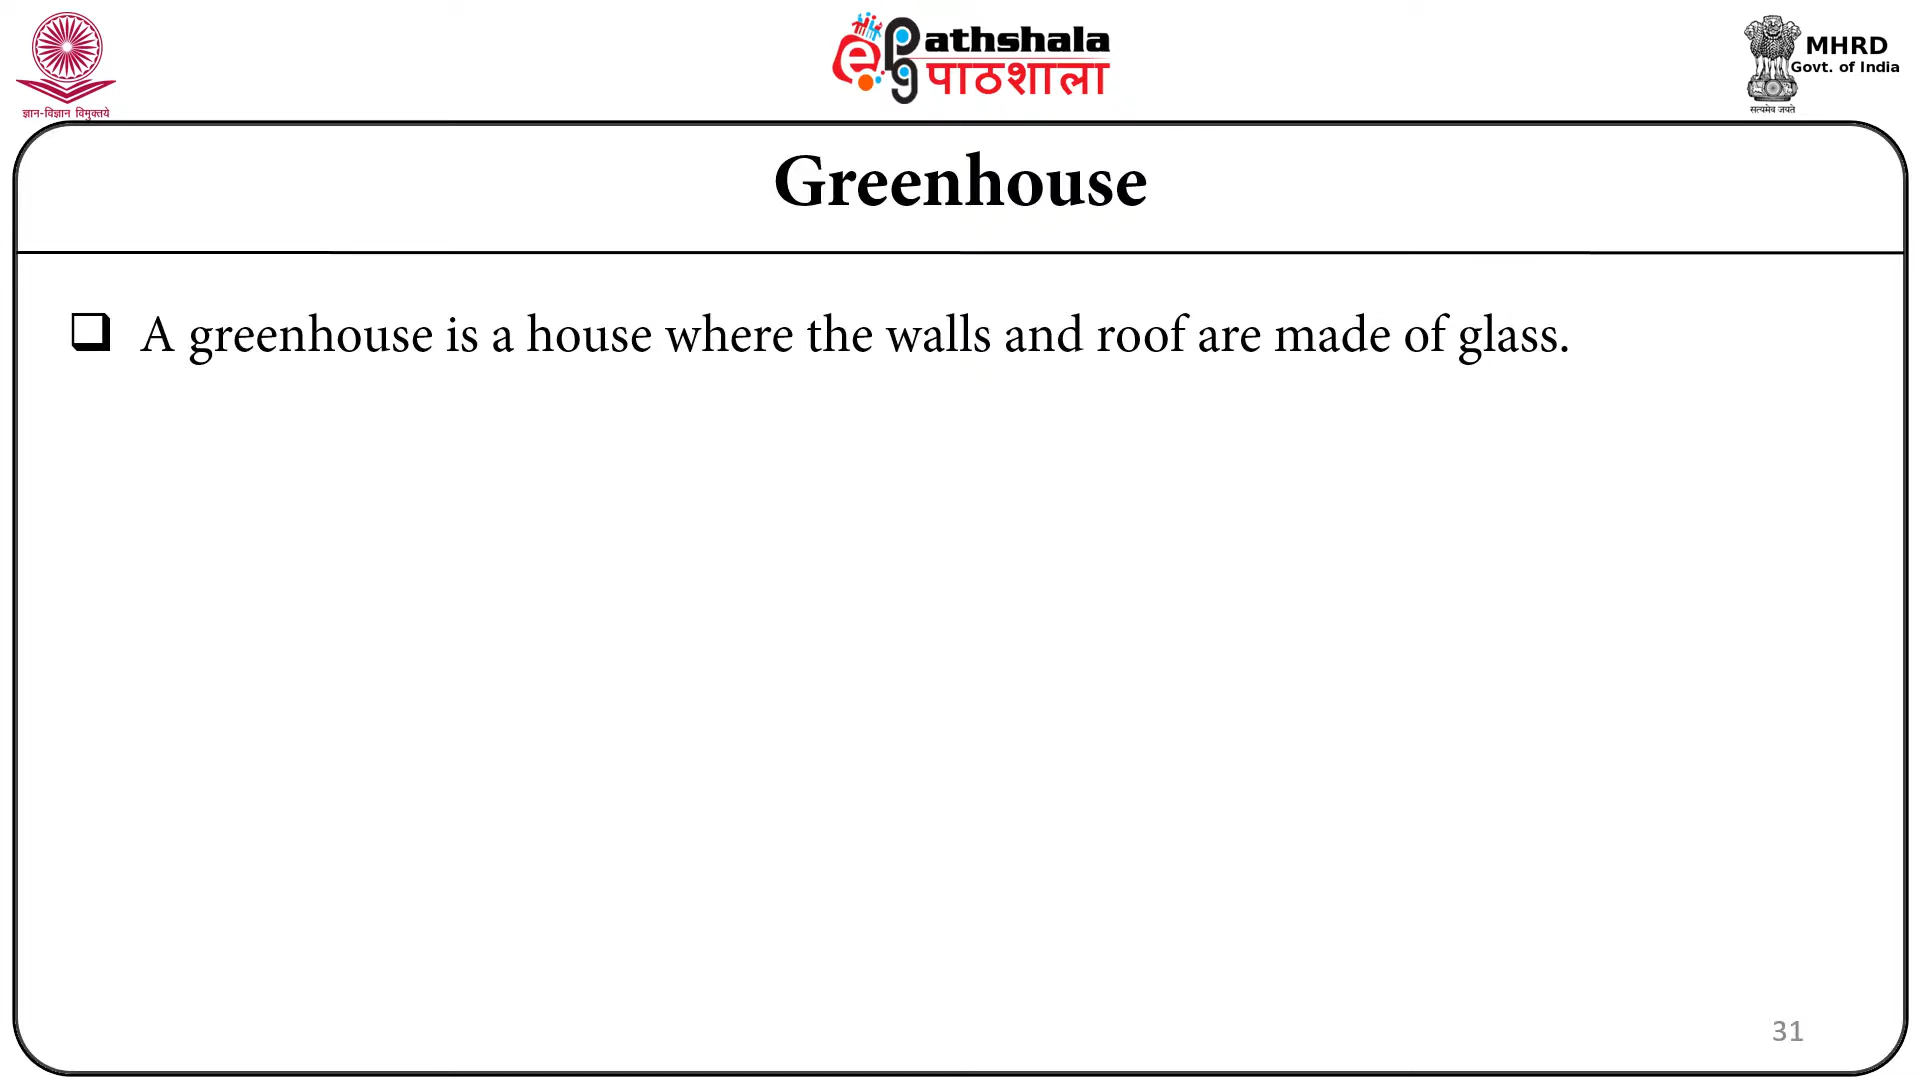 ज्ञान-विज्ञान विमुक्तये
ePathshala
पाठशाला
MHRD
Govt. of India
सत्यमेव जयते
Greenhouse
A greenhouse is a house where the walls and roof are made of glass.
31